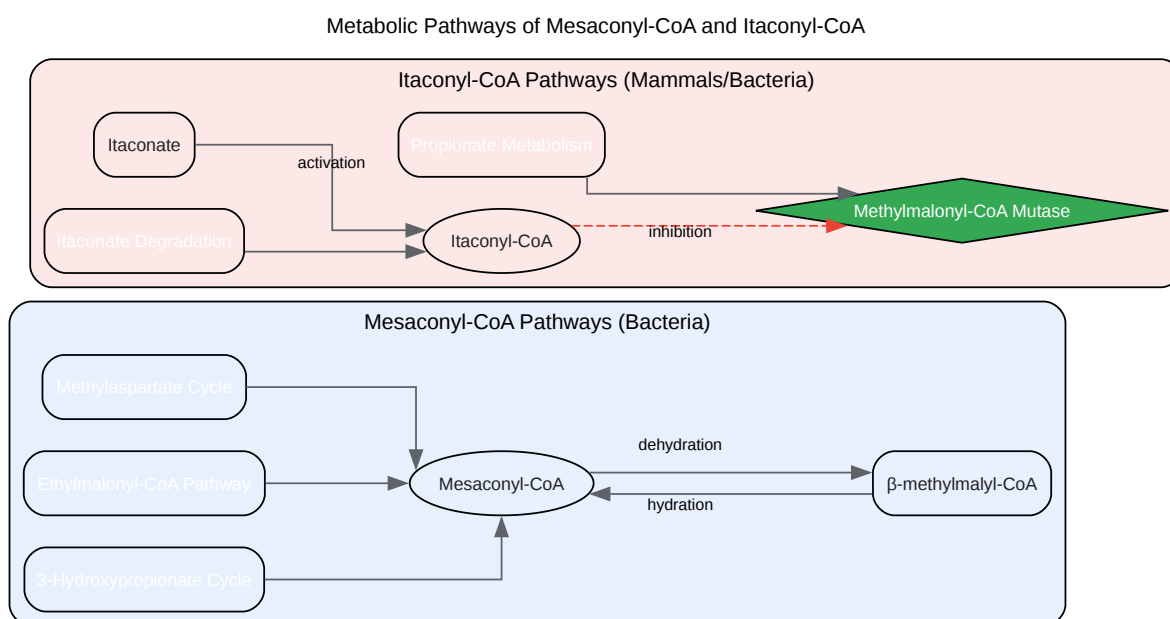 Metabolic Pathways of Mesaconyl-CoA and Itaconyl-CoA
Itaconyl-CoA Pathways (Mammals/Bacteria)
Itaconate
Propionate Metabolism
activation
Methylmalonyl-CoA Mutase
Itaconate Degradation
Itaconyl-CoA
inhibition
Mesaconyl-CoA Pathways (Bacteria)
Methylaspartate Cycle
dehydration
Ethylmalonyl-CoA Pathway
Mesaconyl-CoA
β-methylmalyl-CoA
hydration
3-Hydroxypropionate Cycle